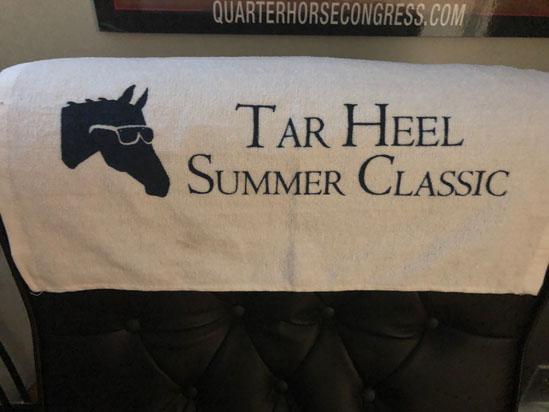 QUARTERHORSECONGRESS.COM
TAR HEEL
SUMMER CLASSIC